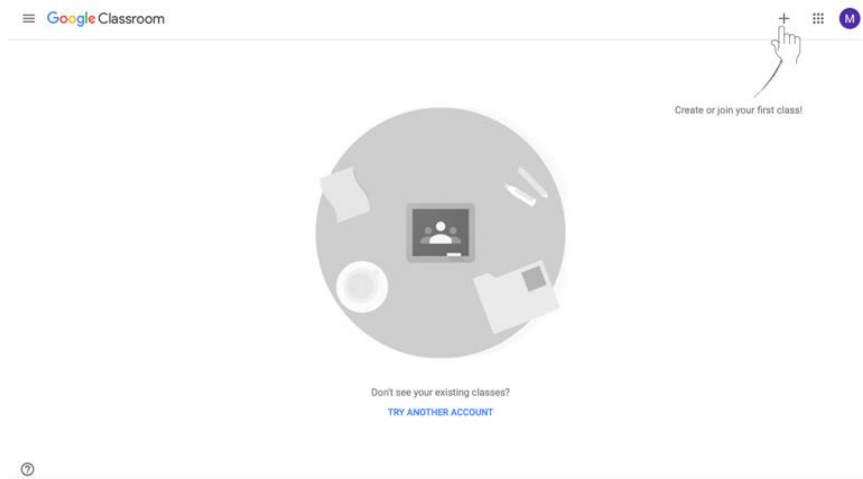 Google Classroom
M
Create or join your first class!
Don't see your existing classes?
TRY ANOTHER ACCOUNT
?